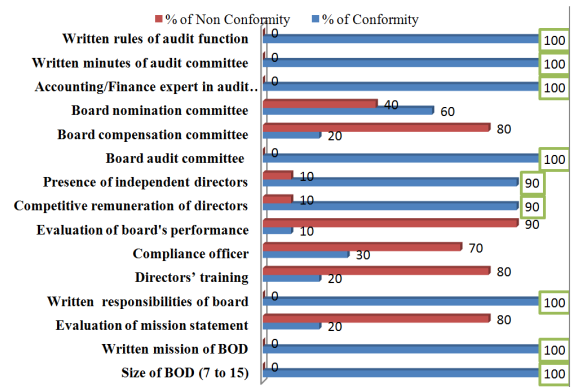 % of Non Conformity % of Conformity
Written rules of audit function 0 100
Written minutes of audit committee 0 100
Accounting/Finance expert in audit.. 0 100
Board nomination committee 40 60
Board compensation committee 80 20
Board audit committee 0 100
Presence of independent directors 10 90
Competitive remuneration of directors 10 90
Evaluation of board's performance 90 10
Compliance officer 70 30
Directors’ training 80 20
Written responsibilities of board 0 100
Evaluation of mission statement 80 20
Written mission of BOD 0 100
Size of BOD (7 to 15) 0 100